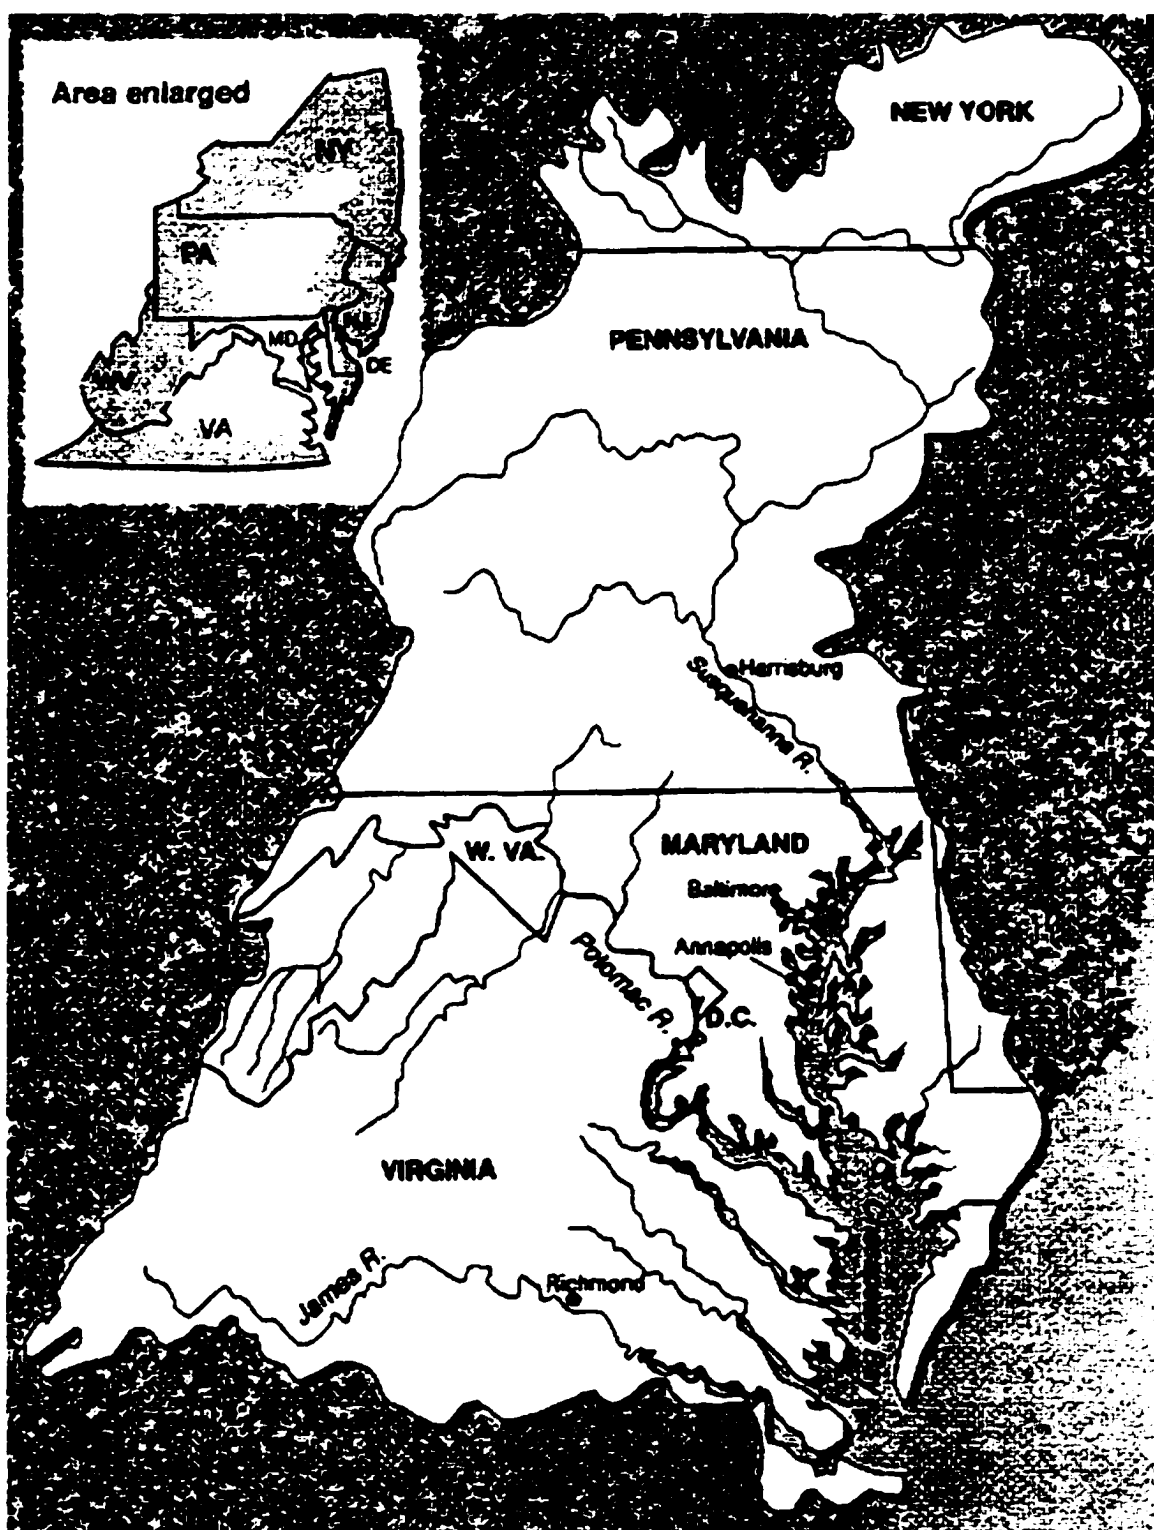 Area enlarged
NY
PA
MD
DE
WV
VA
NEW YORK
PENNSYLVANIA
Harrisburg
Susquehanna R.
W. VA.
MARYLAND
Baltimore
Annapolis
Potomac R.
D.C.
VIRGINIA
James R.
Richmond